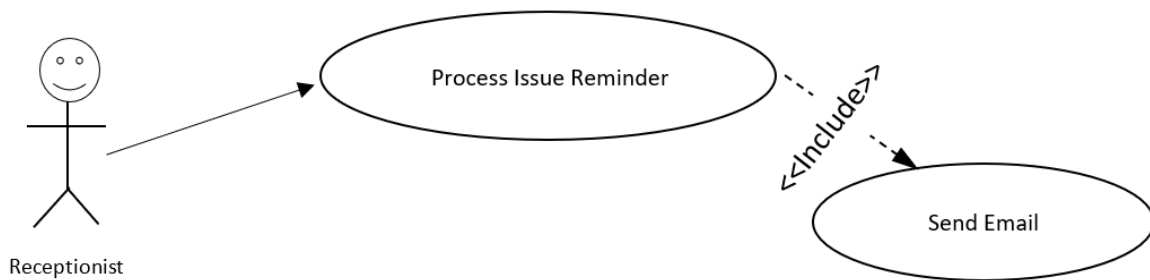 Process Issue Reminder
<<Include>>
Send Email
Receptionist